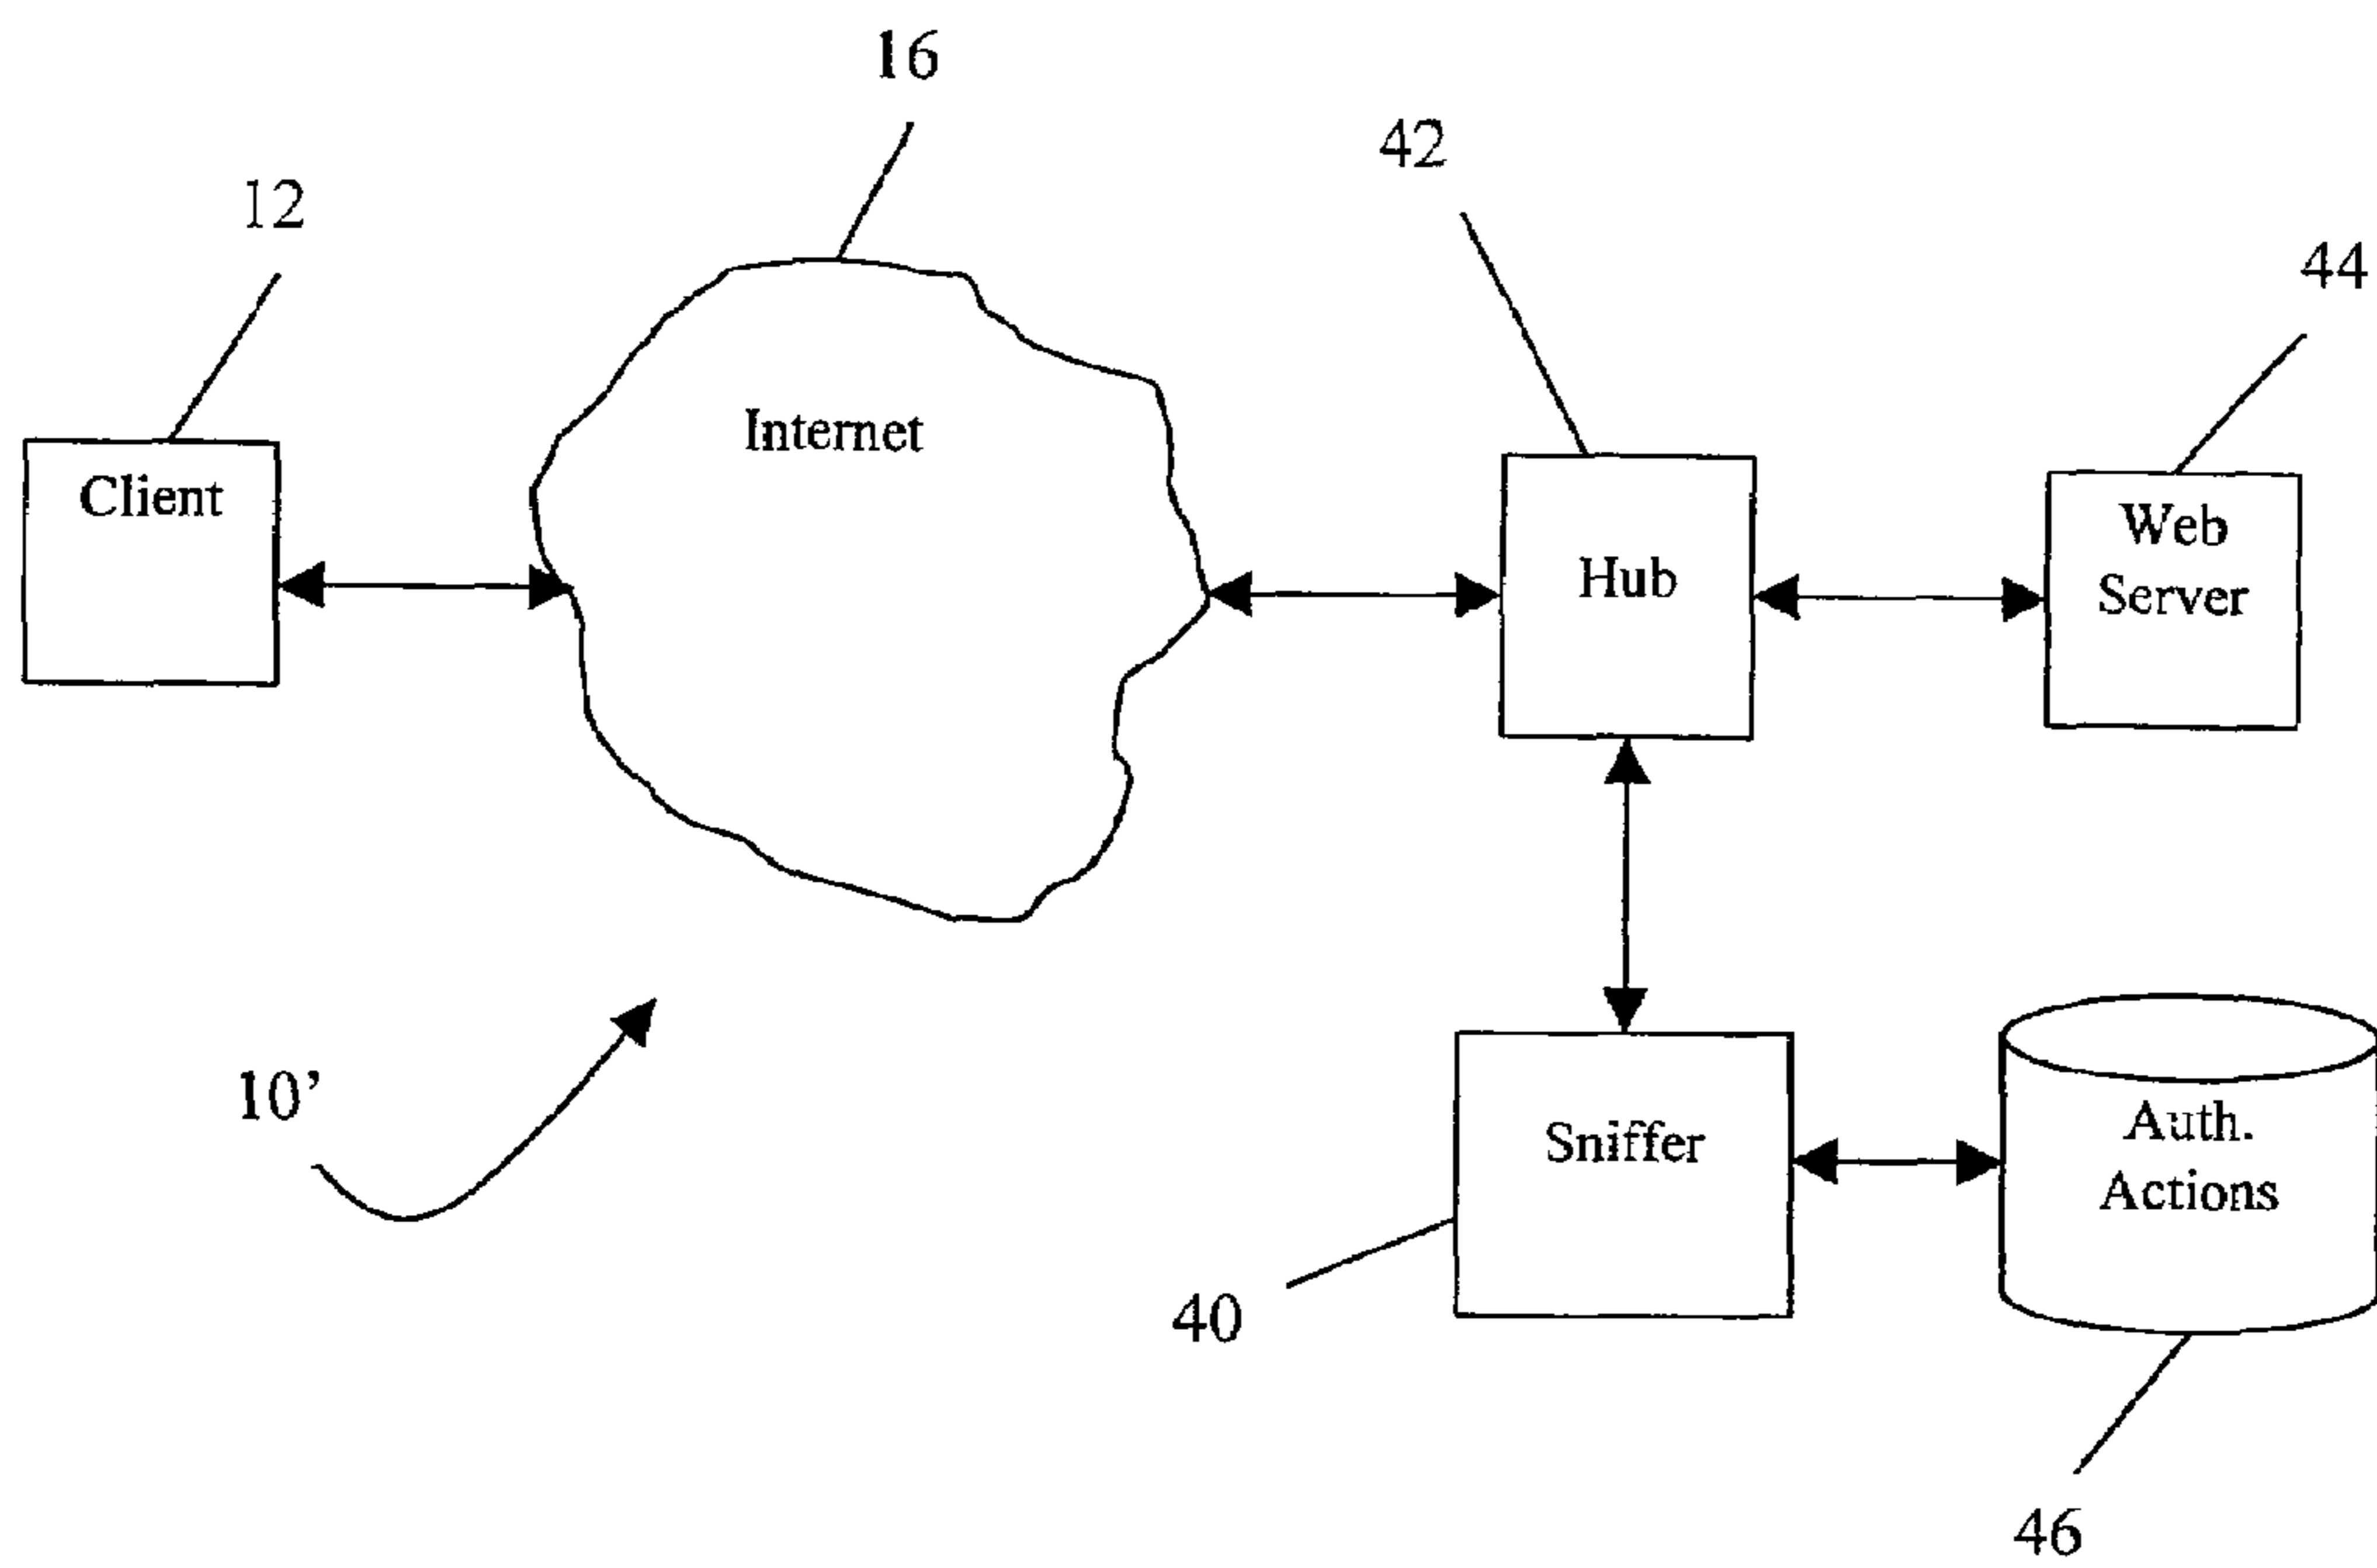 16
42
12
44
Internet
Client
Web
Server
Hub
10’
Auth.
Actions
Sniffer
40
46